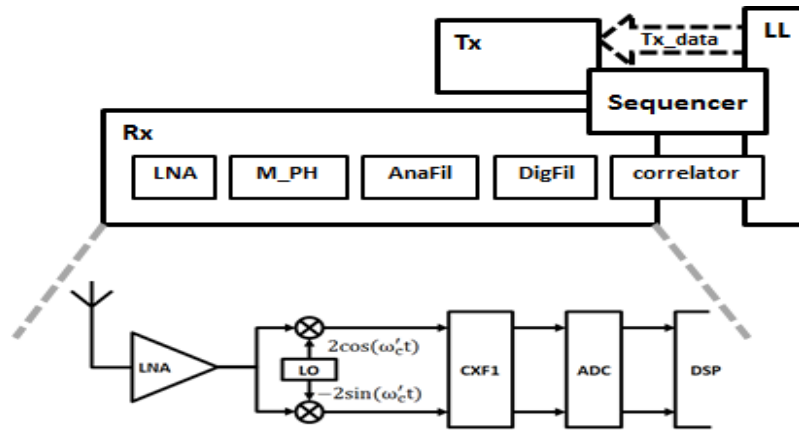 Tx
Tx_data
LL
Sequencer
Rx
LNA
M_PH
AnaFil
DigFil
correlator
LNA
2cos(ω′ct)
LO
−2sin(ω′ct)
CXF1
ADC
DSP